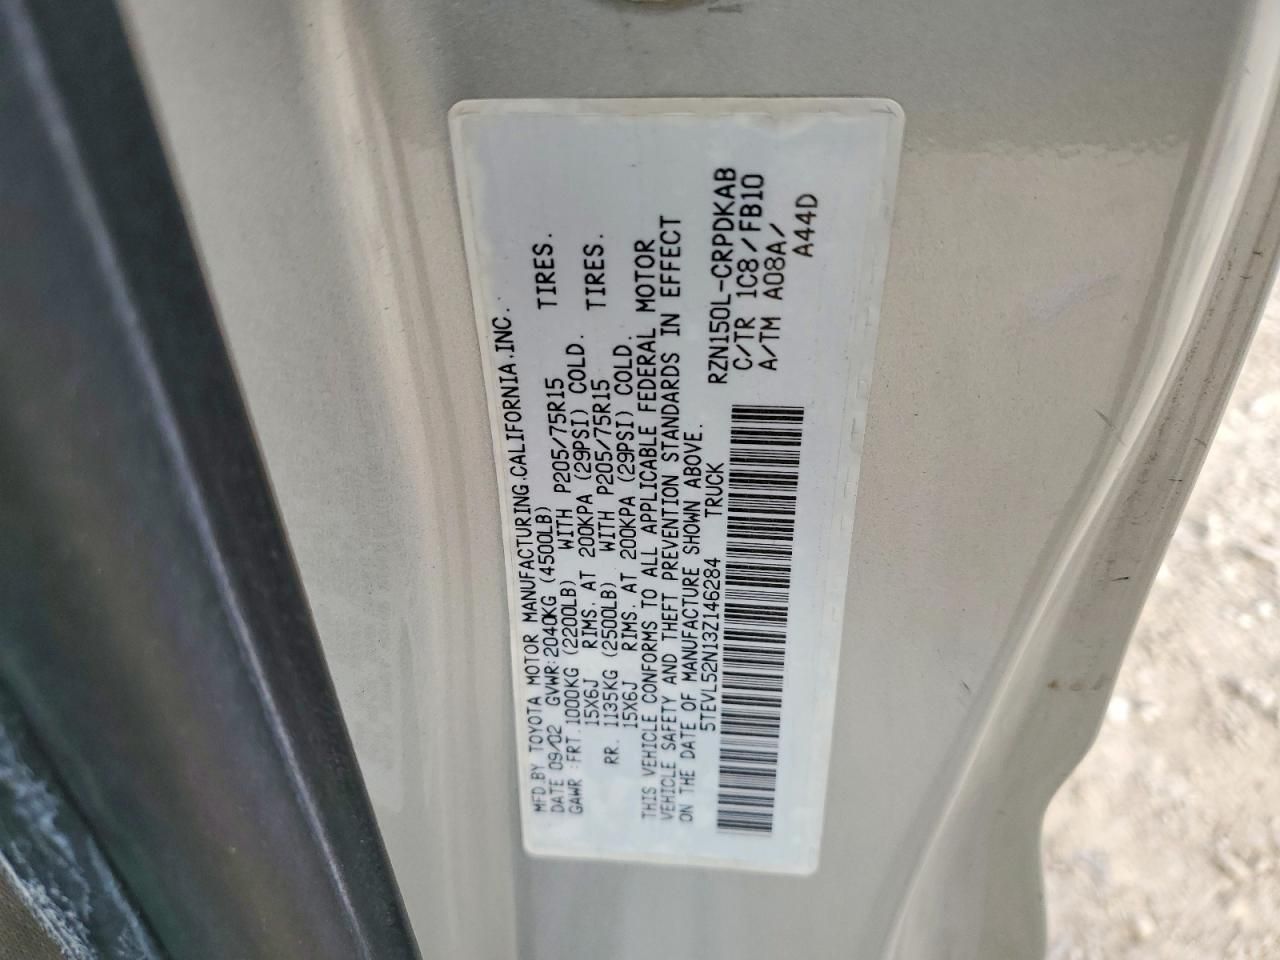 MFD.BY TOYOTA MOTOR MANUFACTURING.CALIFORNIA.INC.
DATE 09/02 GVWR:2040KG (4500LB)
GAWR :FRT.1000KG (2200LB) WITH P205/75R15 TIRES.
15X6J RIMS. AT 200KPA (29PSI) COLD.
RR. 1135KG (2500LB) WITH P205/75R15 TIRES.
15X6J RIMS. AT 200KPA (29PSI) COLD.
THIS VEHICLE CONFORMS TO ALL APPLICABLE FEDERAL MOTOR
VEHICLE SAFETY AND THEFT PREVENTION STANDARDS IN EFFECT
ON THE DATE OF MANUFACTURE SHOWN ABOVE.
5TEVL52N13Z146284 TRUCK
RZN150L-CRPDKAB
C/TR 1C8/FB10
A/TM A08A/
A44D